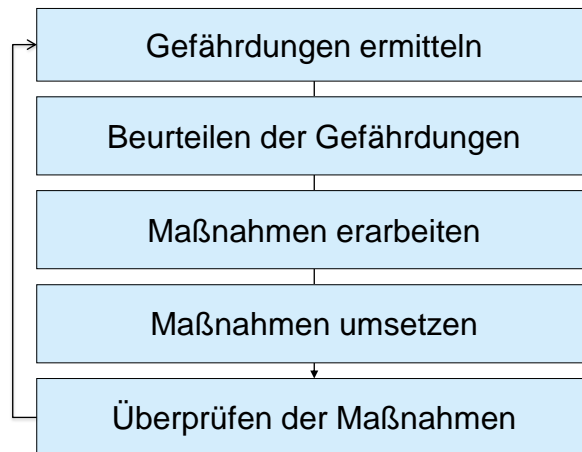 Gefährdungen ermitteln
Beurteilen der Gefährdungen
Maßnahmen erarbeiten
Maßnahmen umsetzen
Überprüfen der Maßnahmen